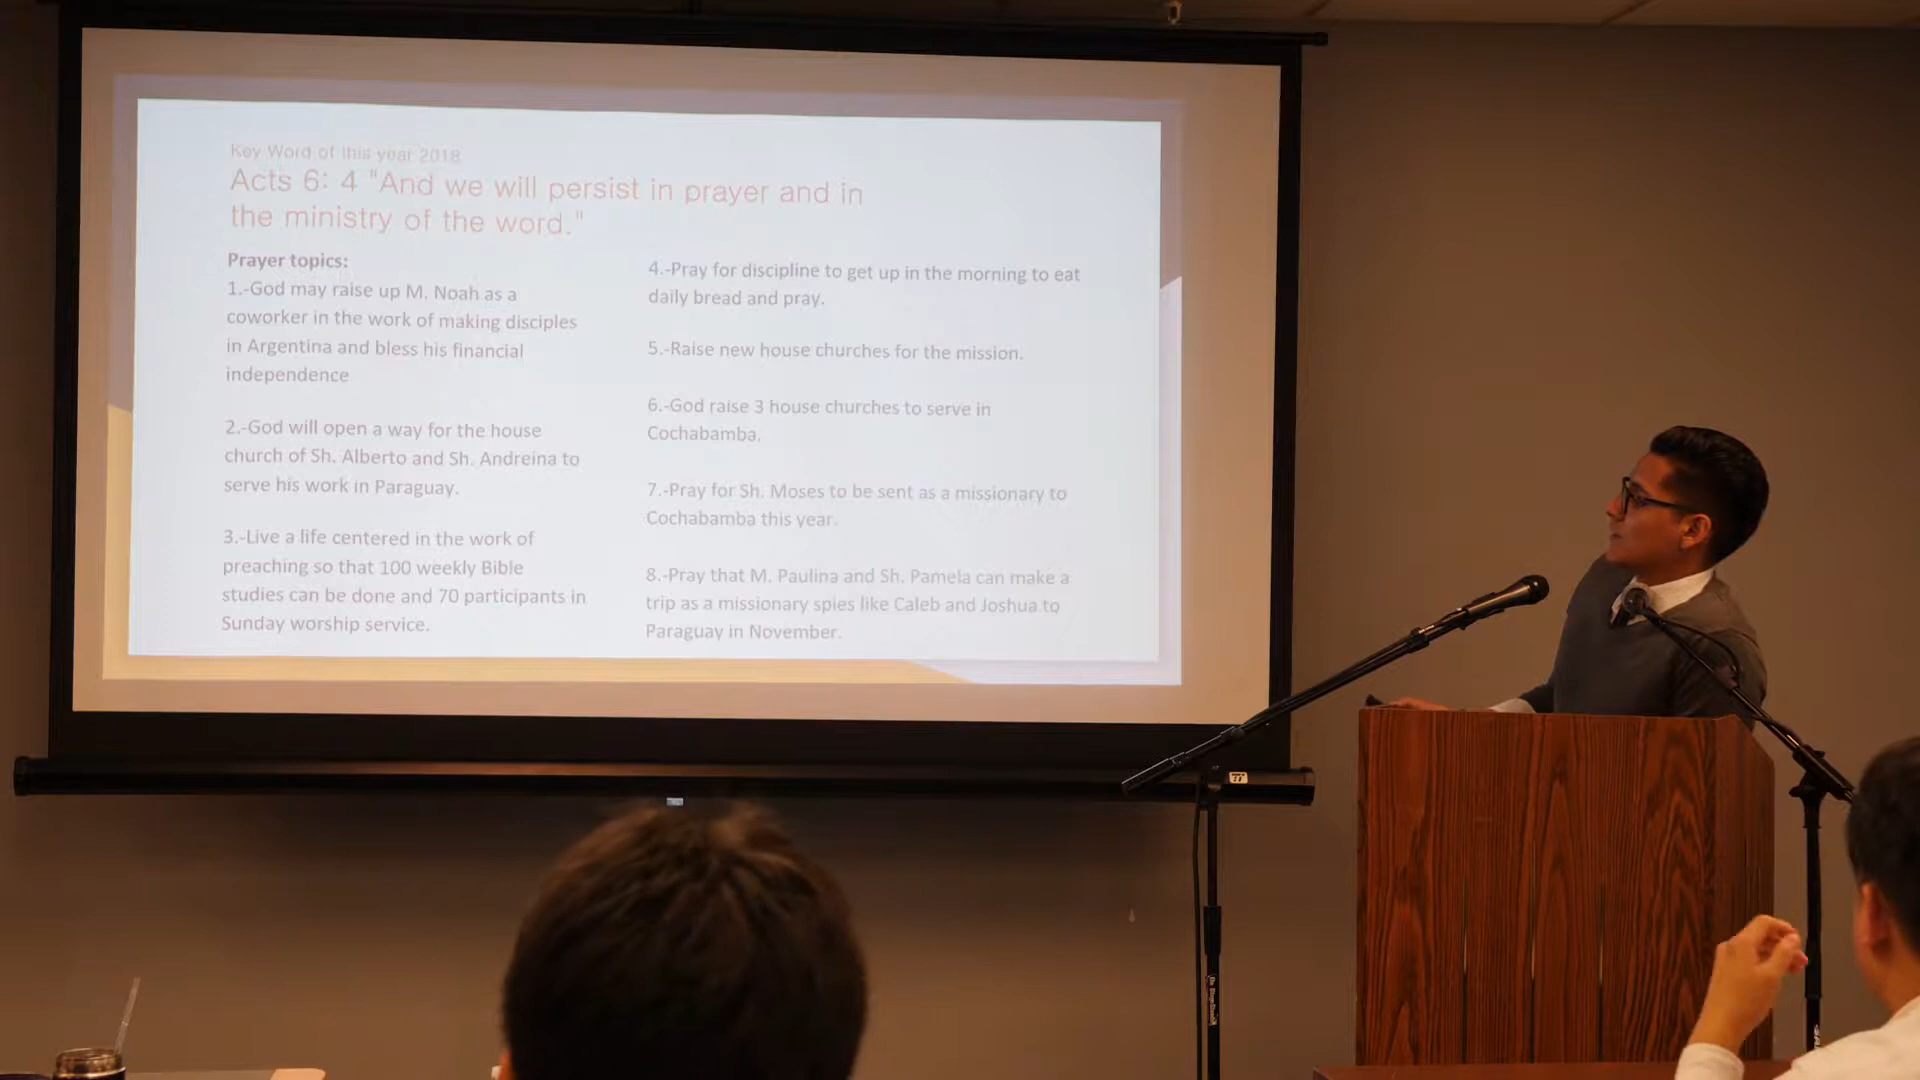 Key Word of this year 2018
Acts 6: 4 "And we will persist in prayer and in
the ministry of the word."
Prayer topics:
1.-God may raise up M. Noah as a
coworker in the work of making disciples
in Argentina and bless his financial
independence
2.-God will open a way for the house
church of Sh. Alberto and Sh. Andreina to
serve his work in Paraguay.
3.-Live a life centered in the work of
preaching so that 100 weekly Bible
studies can be done and 70 participants in
Sunday worship service.
4.-Pray for discipline to get up in the morning to eat
daily bread and pray.
5.-Raise new house churches for the mission.
6.-God raise 3 house churches to serve in
Cochabamba.
7.-Pray for Sh. Moses to be sent as a missionary to
Cochabamba this year.
8.-Pray that M. Paulina and Sh. Pamela can make a
trip as a missionary spies like Caleb and Joshua to
Paraguay in November.